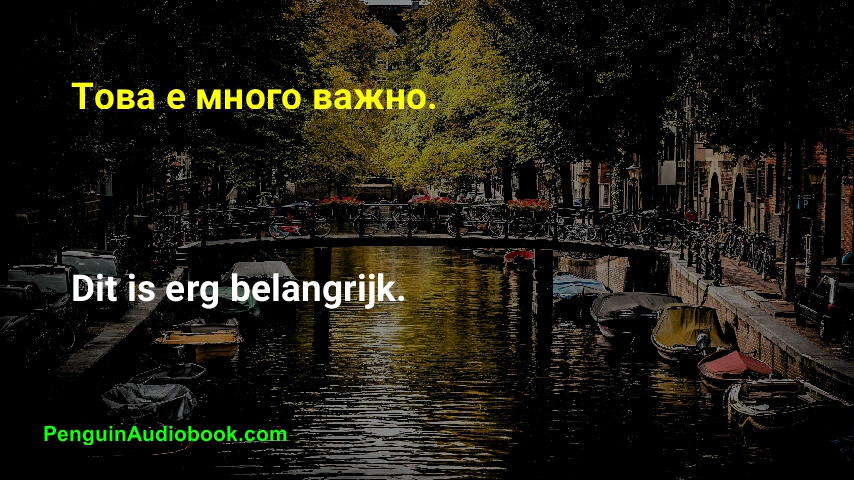 Това е много важно.
Dit is erg belangrijk.
PenguinAudiobook.com